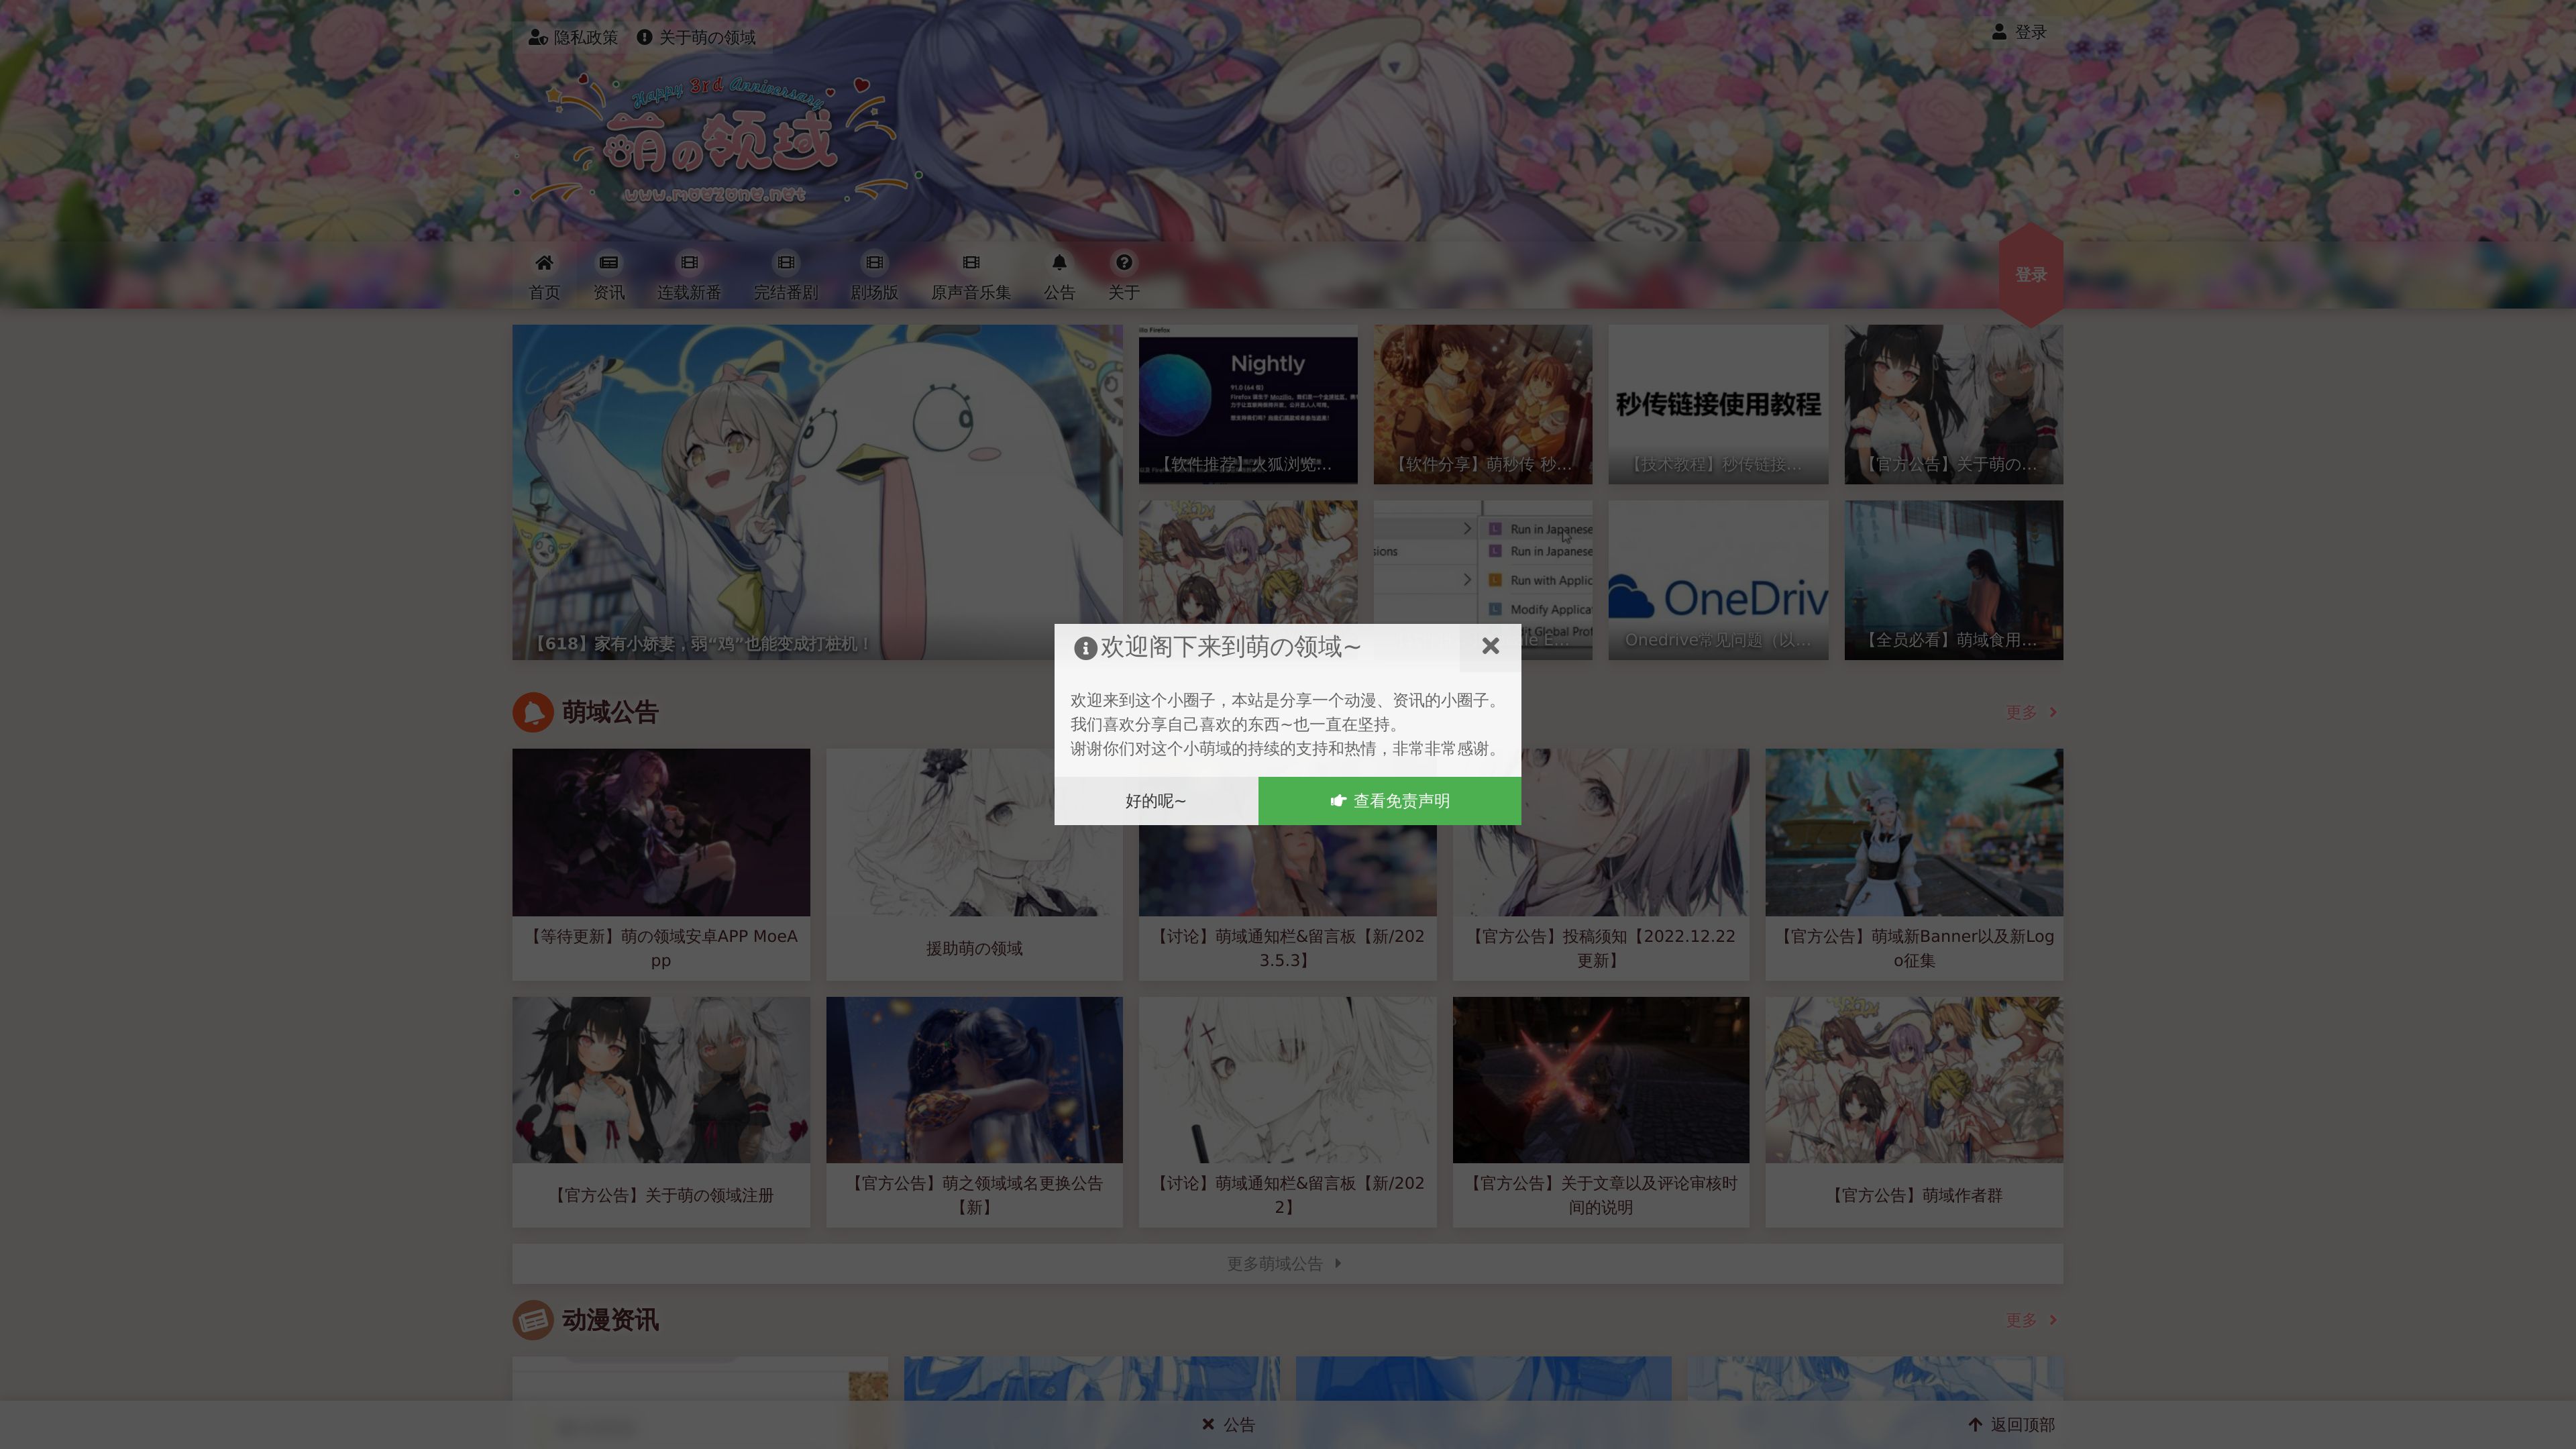 隐私政策 关于萌の领域
登录
Happy 3rd Anniversary
萌の领域
www.moezone.net
首页 资讯 连载新番 完结番剧 剧场版 原声音乐集 公告 关于
登录
Nightly
91.0 (64 位)
【618】家有小娇妻，弱“鸡”也能变成打桩机！
【软件推荐】火狐浏览...
【软件分享】萌秒传 秒...
秒传链接使用教程
【技术教程】秒传链接...
【官方公告】关于萌の...
sions
Run in Japanese
Run in Japanese
Run with Applic
Modify Applicat
it Global Prof
le E...
OneDriv
Onedrive常见问题（以...
【全员必看】萌域食用...
欢迎阁下来到萌の领域~
欢迎来到这个小圈子，本站是分享一个动漫、资讯的小圈子。
我们喜欢分享自己喜欢的东西~也一直在坚持。
谢谢你们对这个小萌域的持续的支持和热情，非常非常感谢。
好的呢~ 查看免责声明
萌域公告
更多
【等待更新】萌の领域安卓APP MoeA
pp
援助萌の领域
【讨论】萌域通知栏&留言板【新/202
3.5.3】
【官方公告】投稿须知【2022.12.22
更新】
【官方公告】萌域新Banner以及新Log
o征集
【官方公告】关于萌の领域注册
【官方公告】萌之领域域名更换公告
【新】
【讨论】萌域通知栏&留言板【新/202
2】
【官方公告】关于文章以及评论审核时
间的说明
【官方公告】萌域作者群
更多萌域公告
动漫资讯
更多
公告
返回顶部